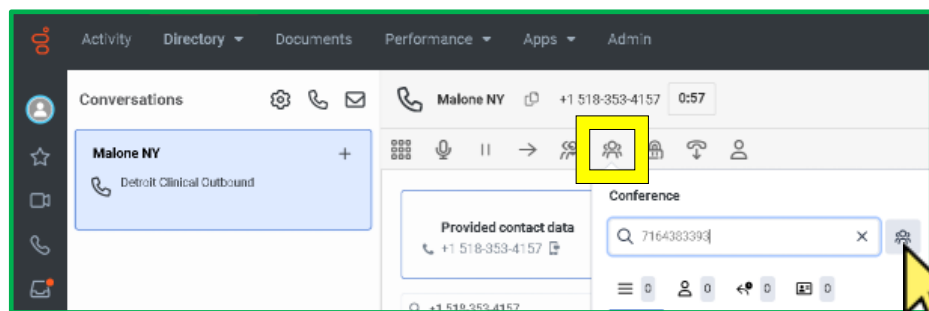 Activity Directory Documents Performance Apps Admin
Conversations
Malone NY +1 518-353-4157 0:57
Malone NY
Detroit Clinical Outbound
Conference
Provided contact data
+1 518-353-4157
7164383393
0 0 0 0
+1 518 353-4157